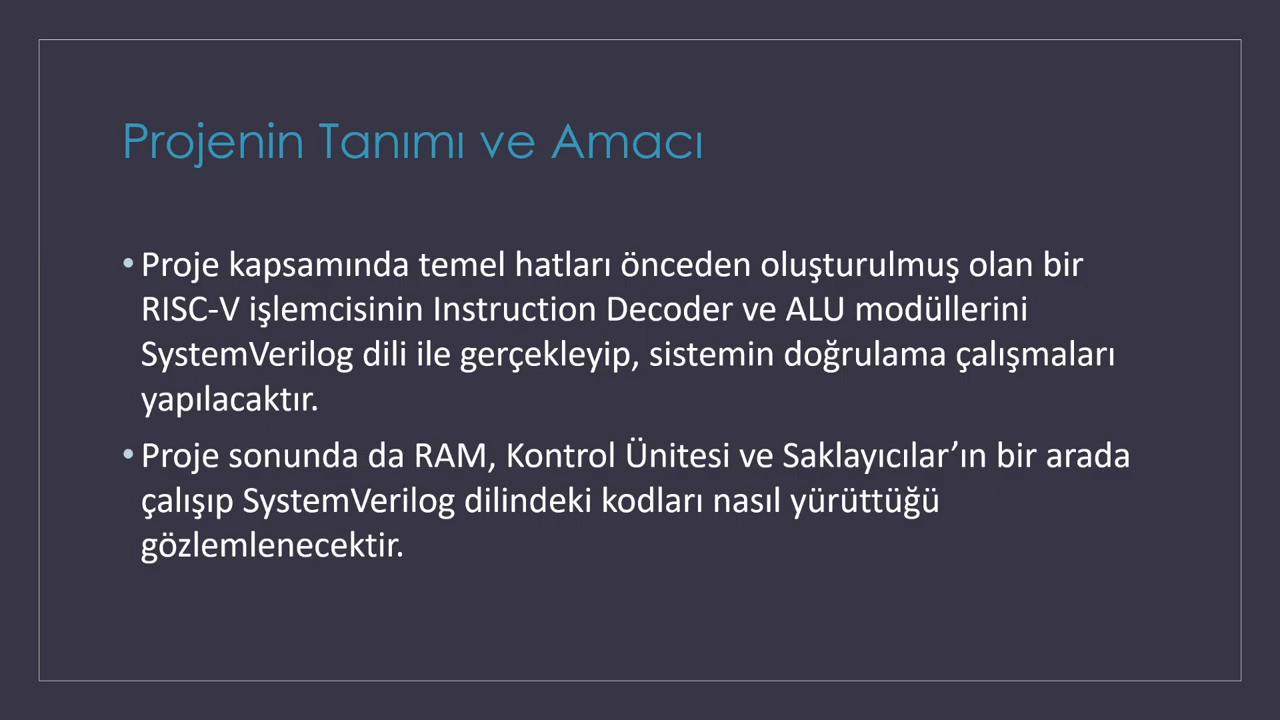 Projenin Tanımı ve Amacı
• Proje kapsamında temel hatları önceden oluşturulmuş olan bir
RISC-V işlemcisinin Instruction Decoder ve ALU modüllerini
SystemVerilog dili ile gerçekleyip, sistemin doğrulama çalışmaları
yapılacaktır.
• Proje sonunda da RAM, Kontrol Ünitesi ve Saklayıcılar’ın bir arada
çalışıp SystemVerilog dilindeki kodları nasıl yürüttüğü
gözlemlenecektir.